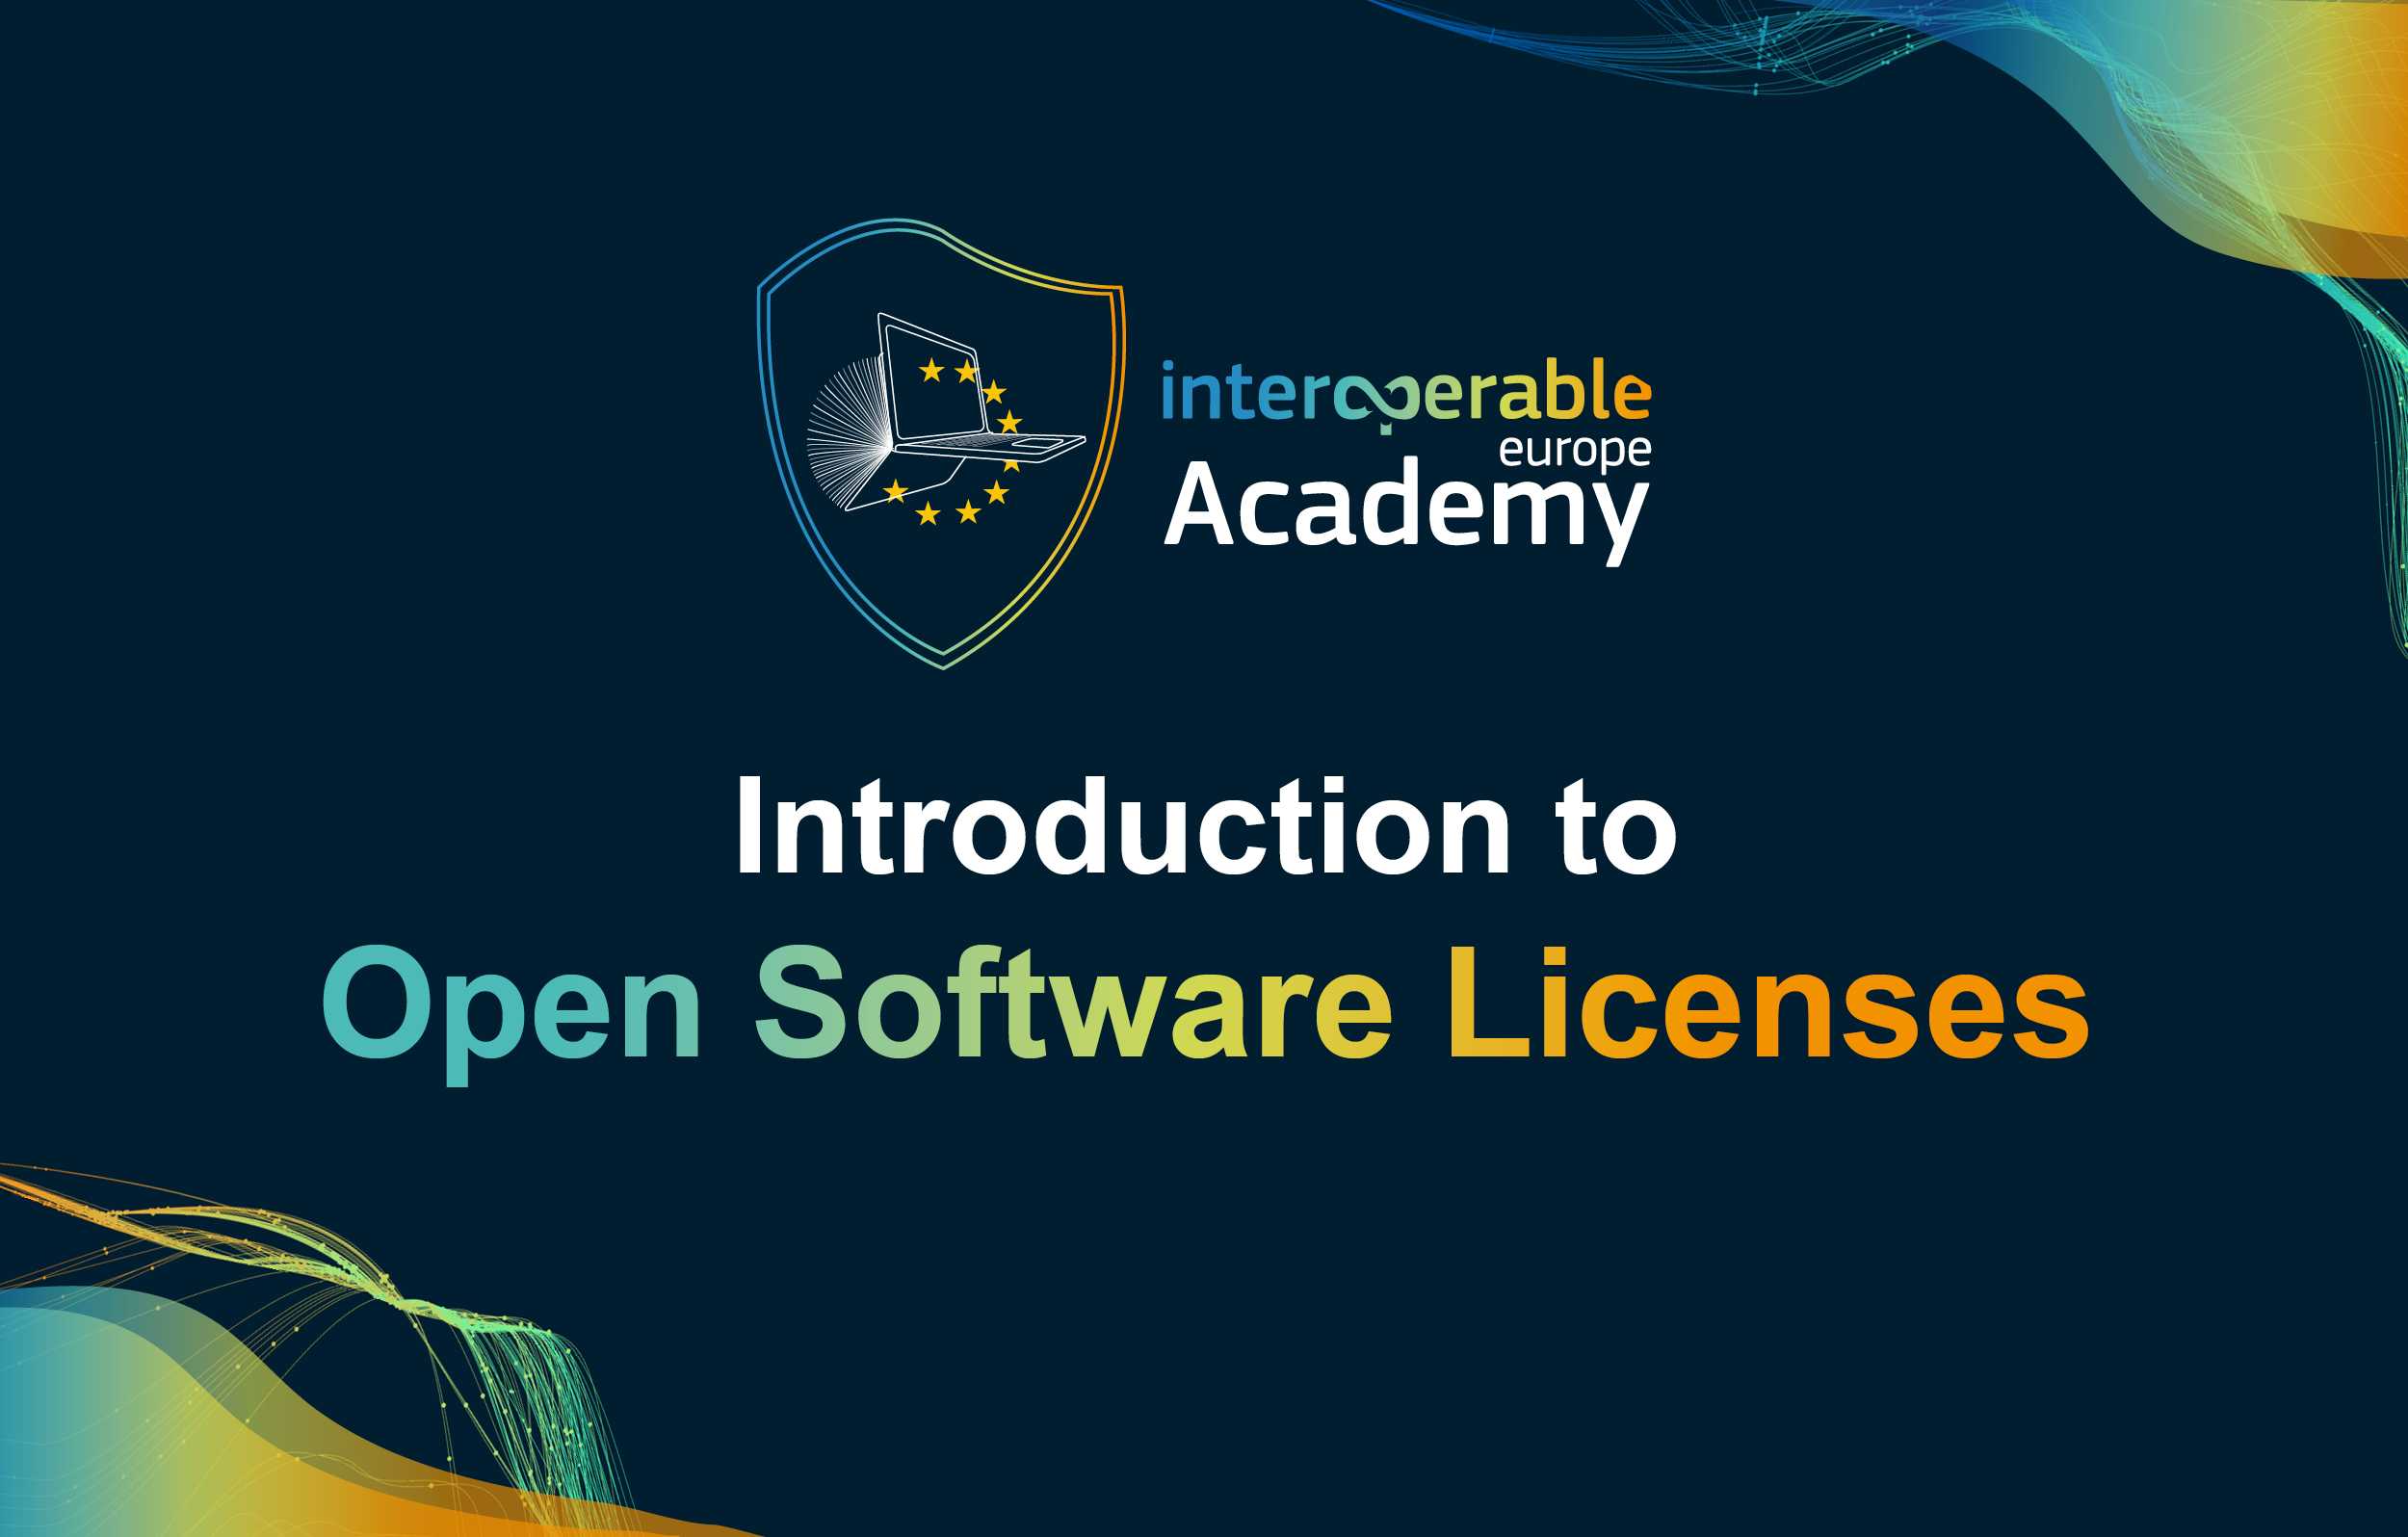 interoperable
europe
Academy
Introduction to
Open Software Licenses